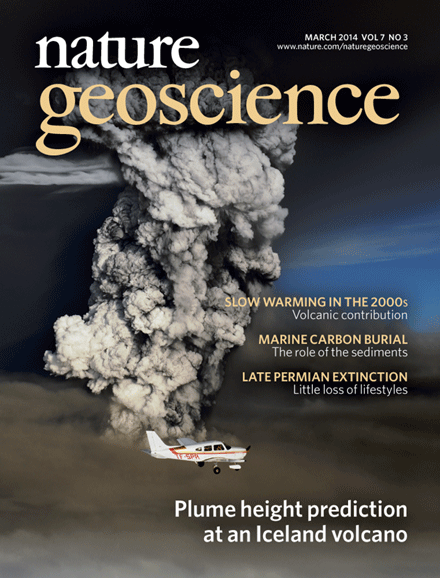 nature
geoscience
MARCH 2014 VOL 7 NO 3
www.nature.com/naturegeoscience
SLOW WARMING IN THE 2000s
Volcanic contribution
MARINE CARBON BURIAL
The role of the sediments
LATE PERMIAN EXTINCTION
Little loss of lifestyles
TF-SPA
Plume height prediction
at an Iceland volcano